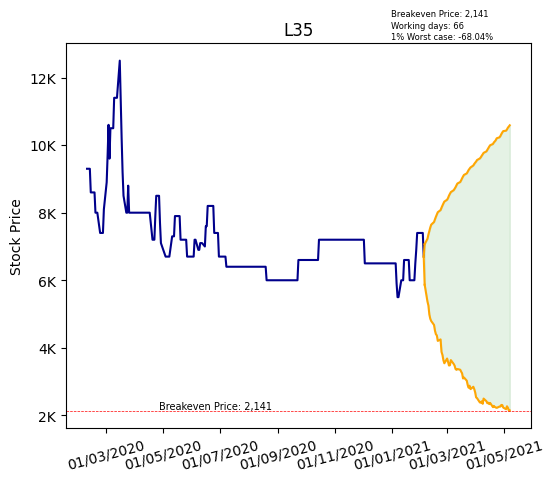 Breakeven Price: 2,141
Working days: 66
1% Worst case: -68.04%
L35
Stock Price
12K
10K
8K
6K
4K
2K
Breakeven Price: 2,141
01/03/2020
01/05/2020
01/07/2020
01/09/2020
01/11/2020
01/01/2021
01/03/2021
01/05/2021